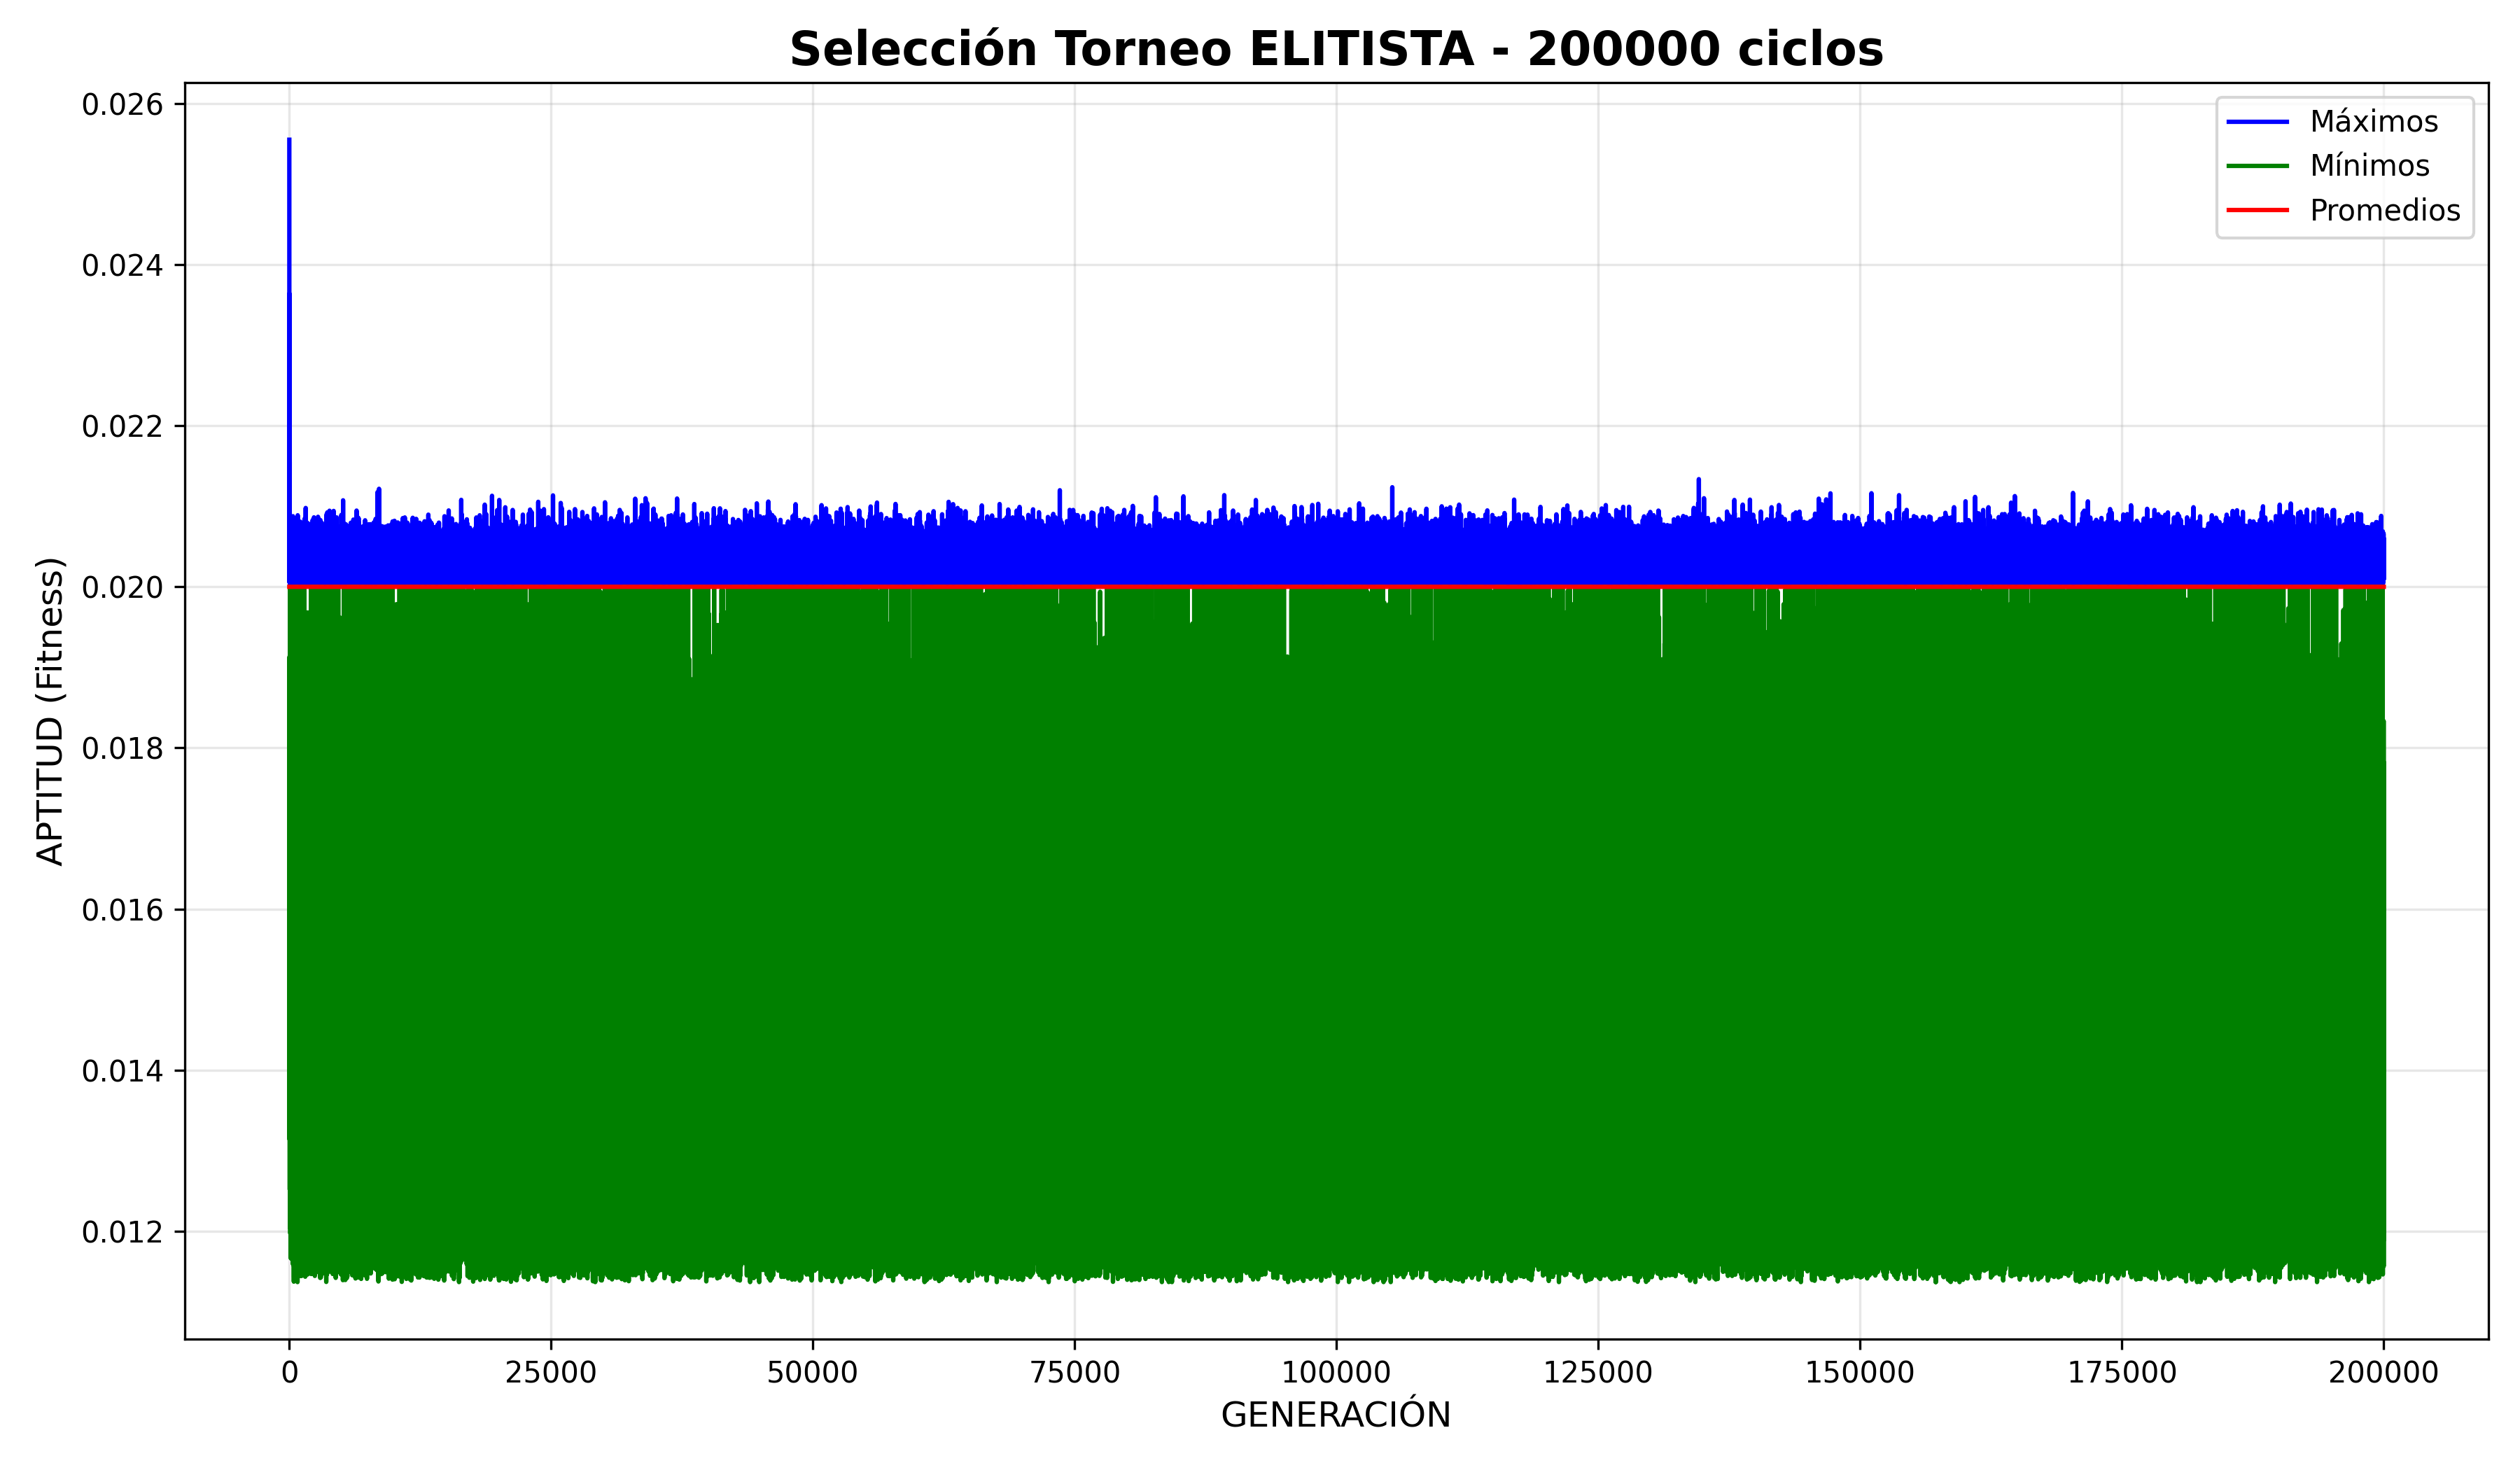 Selección Torneo ELITISTA - 200000 ciclos
Máximos
Mínimos
Promedios
APTITUD (Fitness)
0.026
0.024
0.022
0.020
0.018
0.016
0.014
0.012
0
25000
50000
75000
100000
125000
150000
175000
200000
GENERACIÓN